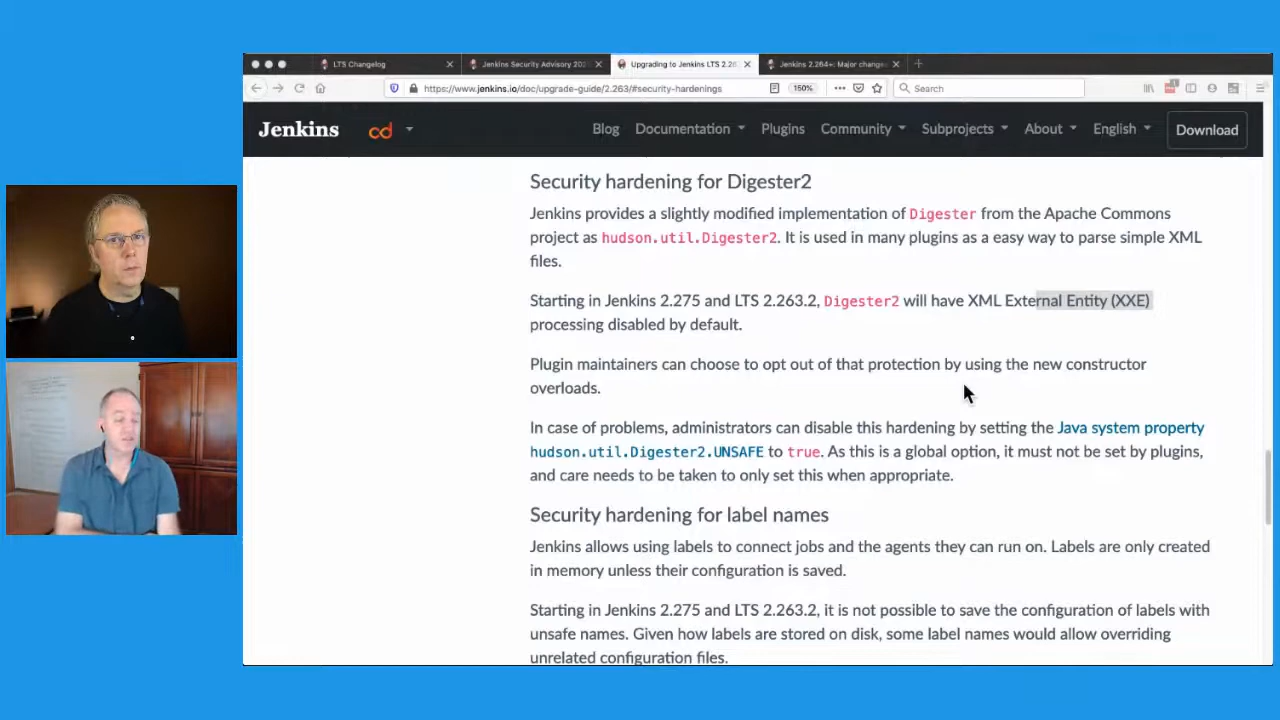 LTS Changelog
Jenkins Security Advisory 202
Upgrading to Jenkins LTS 2.26
Jenkins 2.264+: Major change
https://www.jenkins.io/doc/upgrade-guide/2.263/#security-hardenings
150%
Search
Jenkins
cd
Blog
Documentation
Plugins
Community
Subprojects
About
English
Download
Security hardening for Digester2
Jenkins provides a slightly modified implementation of Digester from the Apache Commons
project as hudson.util.Digester2. It is used in many plugins as a easy way to parse simple XML
files.
Starting in Jenkins 2.275 and LTS 2.263.2, Digester2 will have XML External Entity (XXE)
processing disabled by default.
Plugin maintainers can choose to opt out of that protection by using the new constructor
overloads.
In case of problems, administrators can disable this hardening by setting the Java system property
hudson.util.Digester2.UNSAFE to true. As this is a global option, it must not be set by plugins,
and care needs to be taken to only set this when appropriate.
Security hardening for label names
Jenkins allows using labels to connect jobs and the agents they can run on. Labels are only created
in memory unless their configuration is saved.
Starting in Jenkins 2.275 and LTS 2.263.2, it is not possible to save the configuration of labels with
unsafe names. Given how labels are stored on disk, some label names would allow overriding
unrelated configuration files.